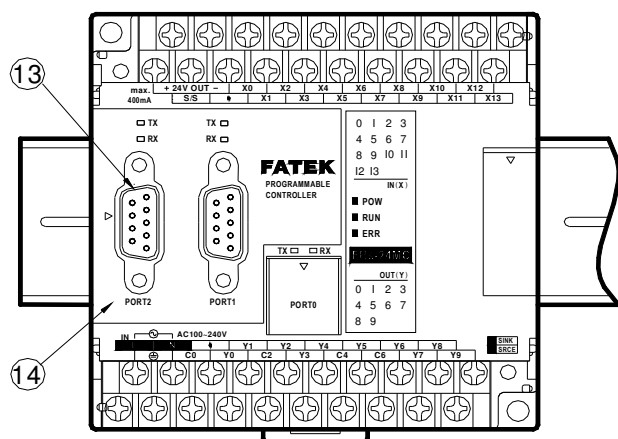 max.
400mA
+ 24V OUT – X0 X2 X4 X6 X8 X10 X12
S/S X1 X3 X5 X7 X9 X11 X13
13
TX TX
RX RX
PORT2 PORT1
FATEK
PROGRAMMABLE
CONTROLLER
0 1 2 3
4 5 6 7
8 9 10 11
12 13
IN(X)
POW
RUN
ERR
TX RX
PORT0
OUT(Y)
0 1 2 3
4 5 6 7
8 9
14
IN AC100~240V
Y1 Y2 Y4 Y5 Y6 Y8
C0 Y0 C2 Y3 C4 C6 Y7 Y9
SINK
SRCE